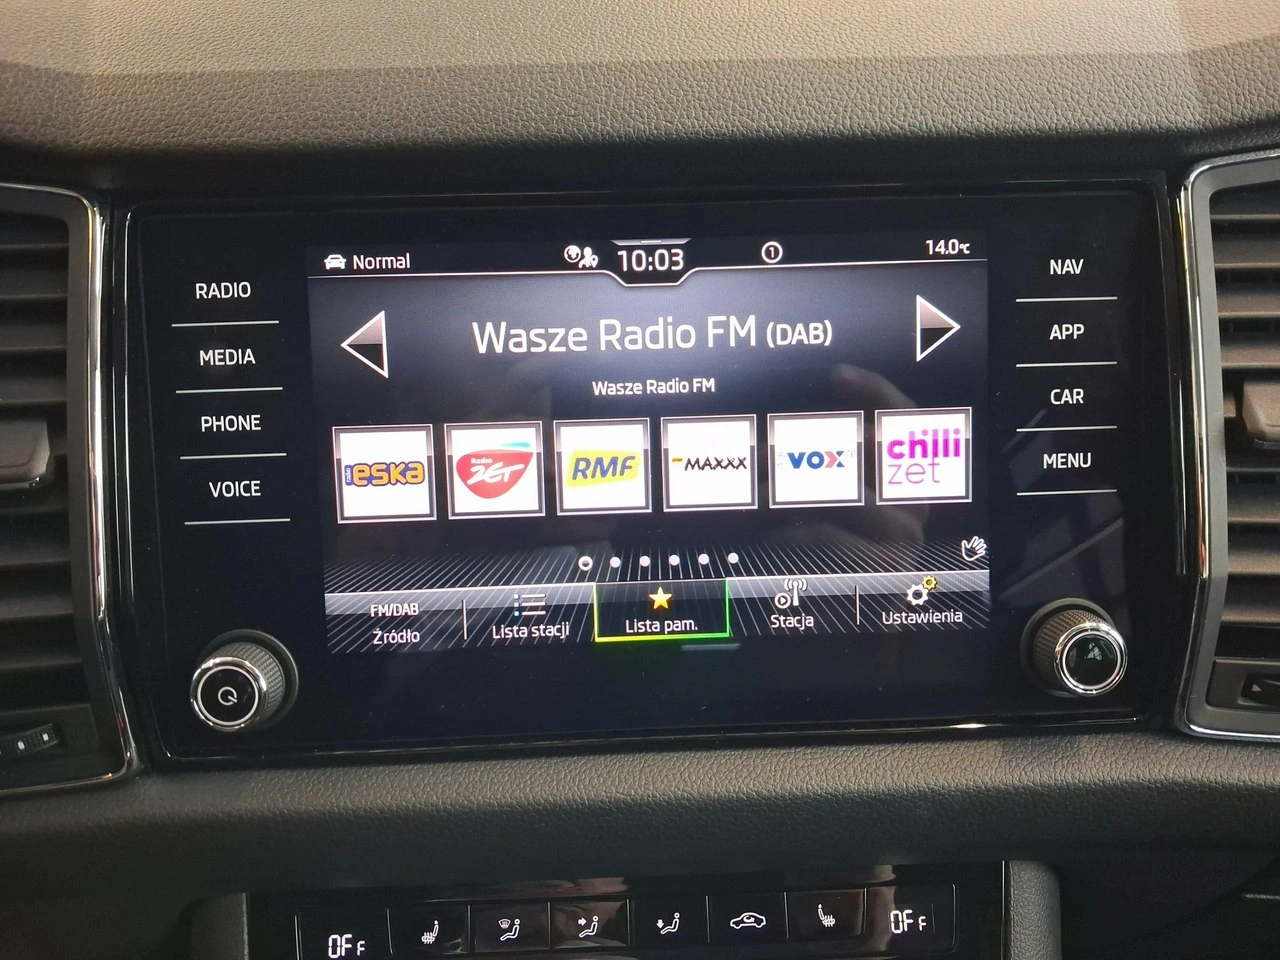 Normal
10:03
1
14.0°C
RADIO
MEDIA
PHONE
VOICE
NAV
APP
CAR
MENU
Wasze Radio FM (DAB)
Wasze Radio FM
eska
Radio
ZET
RMF
MAXXX
VOX
chilli
zet
FM/DAB
Źródło
Lista stacji
Lista pam.
Stacja
Ustawienia
OFF
OFF